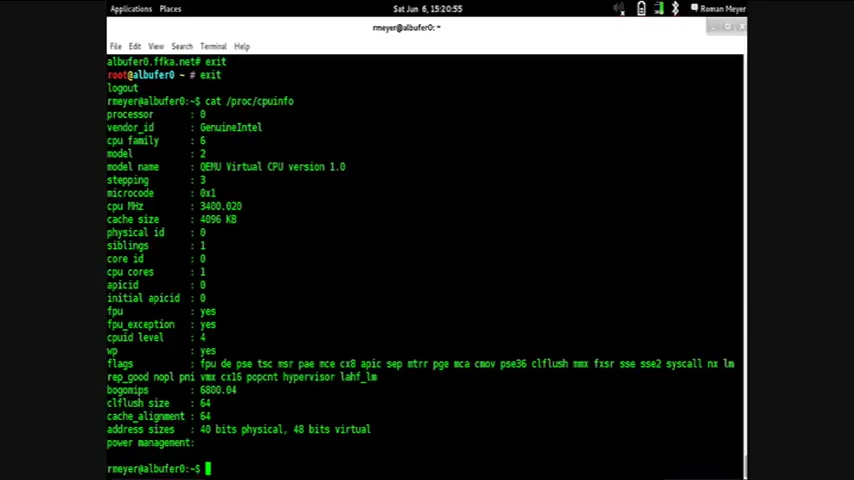 Applications Places Sat Jun 6, 15:20:55 Roman Meyer
rmeyer@albufer0: ~
File Edit View Search Terminal Help
albufer0.ffka.net# exit
root@albufer0 ~ # exit
logout
rmeyer@albufer0:~$ cat /proc/cpuinfo
processor : 0
vendor_id : GenuineIntel
cpu family : 6
model : 2
model name : QEMU Virtual CPU version 1.0
stepping : 3
microcode : 0x1
cpu MHz : 3400.020
cache size : 4096 KB
physical id : 0
siblings : 1
core id : 0
cpu cores : 1
apicid : 0
initial apicid : 0
fpu : yes
fpu_exception : yes
cpuid level : 4
wp : yes
flags : fpu de pse tsc msr pae mce cx8 apic sep mtrr pge mca cmov pse36 clflush mmx fxsr sse sse2 syscall nx lm
rep_good nopl pni vmx cx16 popcnt hypervisor lahf_lm
bogomips : 6800.04
clflush size : 64
cache_alignment : 64
address sizes : 40 bits physical, 48 bits virtual
power management:
rmeyer@albufer0:~$